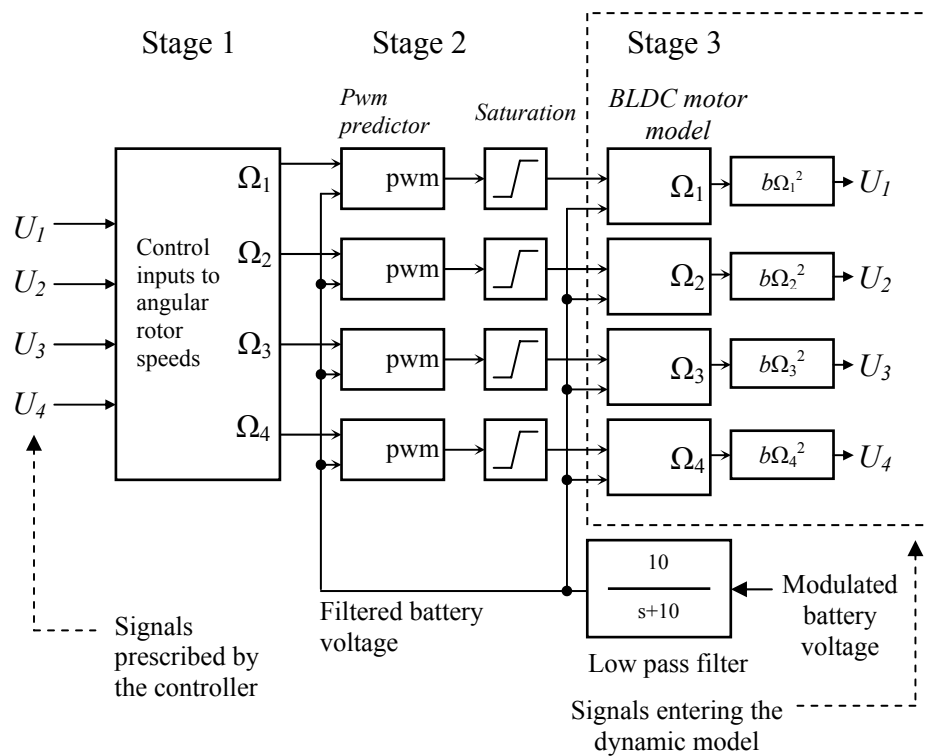 Stage 1
Stage 2
Stage 3
Pwm
predictor
Saturation
BLDC motor
model
U1
U2
U3
U4
Control
inputs to
angular
rotor
speeds
Ω1
Ω2
Ω3
Ω4
pwm
pwm
pwm
pwm
Ω1
Ω2
Ω3
Ω4
bΩ1²
bΩ2²
bΩ3²
bΩ4²
U1
U2
U3
U4
10
s+10
Filtered battery
voltage
Low pass filter
Modulated
battery
voltage
Signals
prescribed by
the controller
Signals entering the
dynamic model